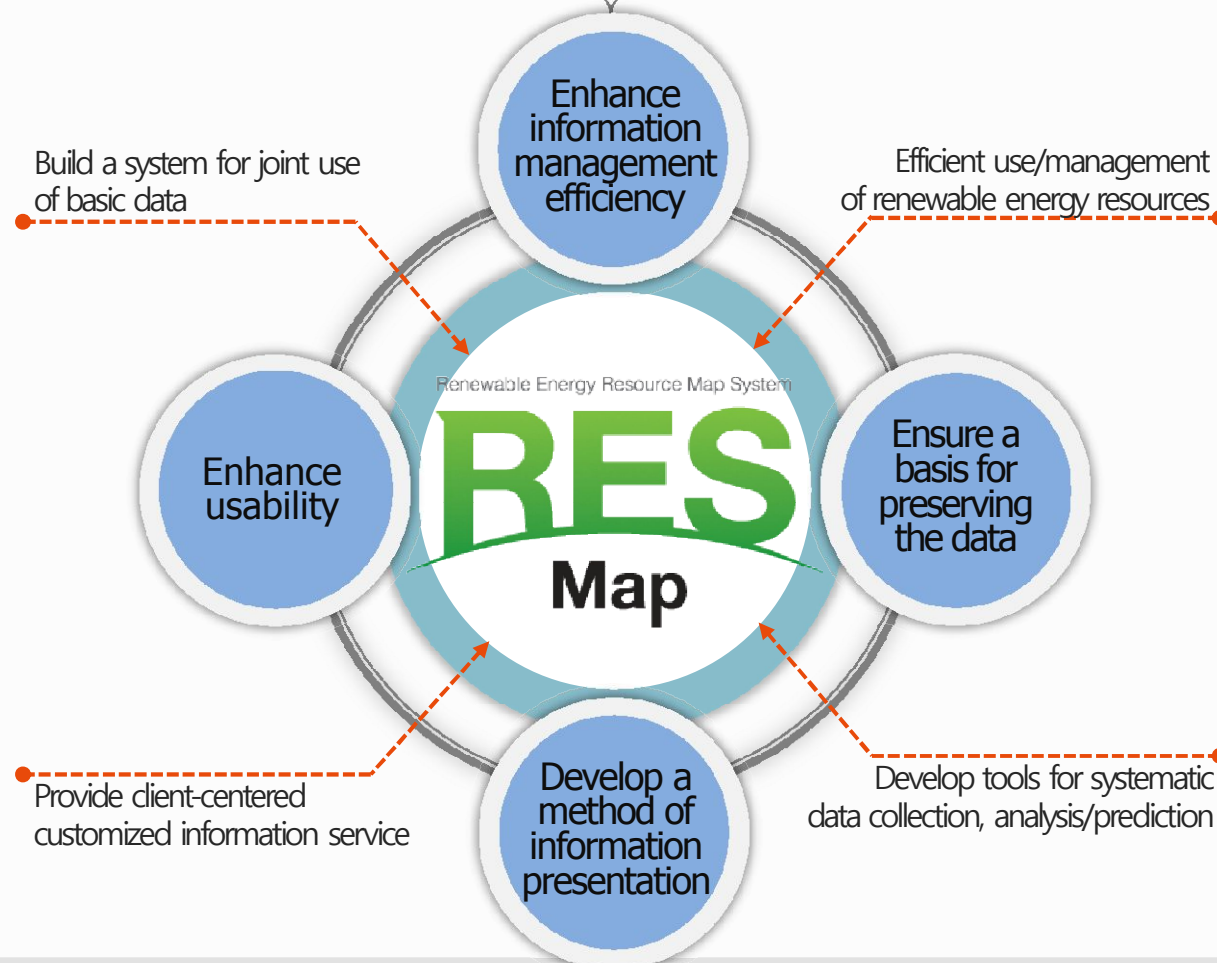 Enhance
information
management
efficiency
Build a system for joint use
of basic data
Efficient use/management
of renewable energy resources
Renewable Energy Resource Map System
RES
Map
Enhance
usability
Ensure a
basis for
preserving
the data
Provide client-centered
customized information service
Develop a
method of
information
presentation
Develop tools for systematic
data collection, analysis/prediction